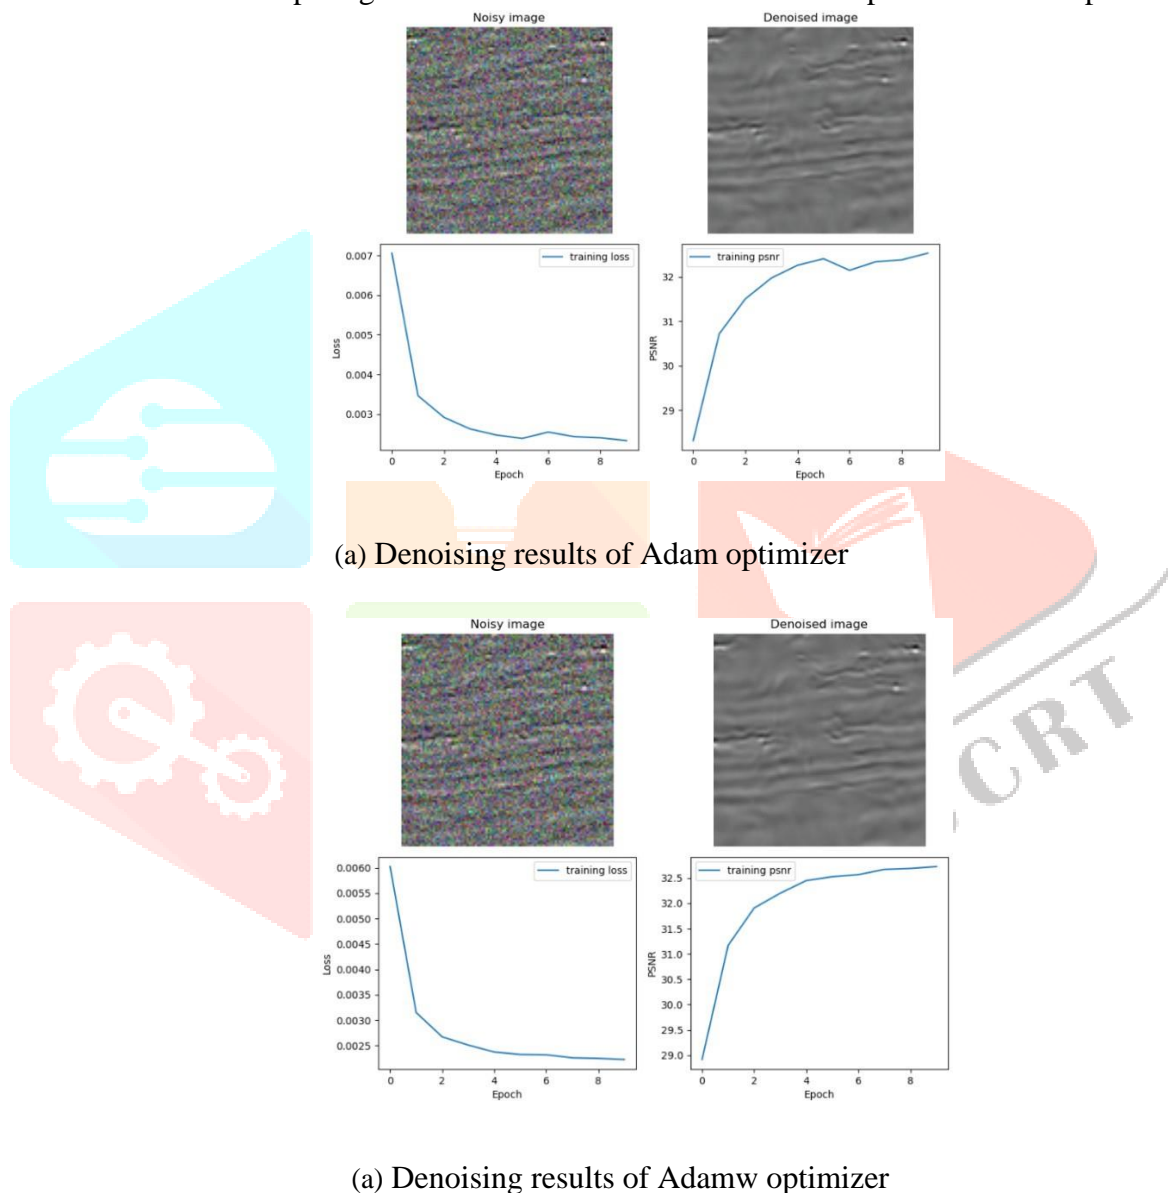 Noisy image Denoised image
training loss training psnr
0.007
0.006
0.005
0.004
0.003
Loss
0 2 4 6 8
Epoch
32
31
30
29
PSNR
0 2 4 6 8
Epoch
(a) Denoising results of Adam optimizer
Noisy image Denoised image
training loss training psnr
0.0060
0.0055
0.0050
0.0045
0.0040
0.0035
0.0030
0.0025
Loss
0 2 4 6 8
Epoch
32.5
32.0
31.5
31.0
30.5
30.0
29.5
29.0
PSNR
0 2 4 6 8
Epoch
CRT
(a) Denoising results of Adamw optimizer